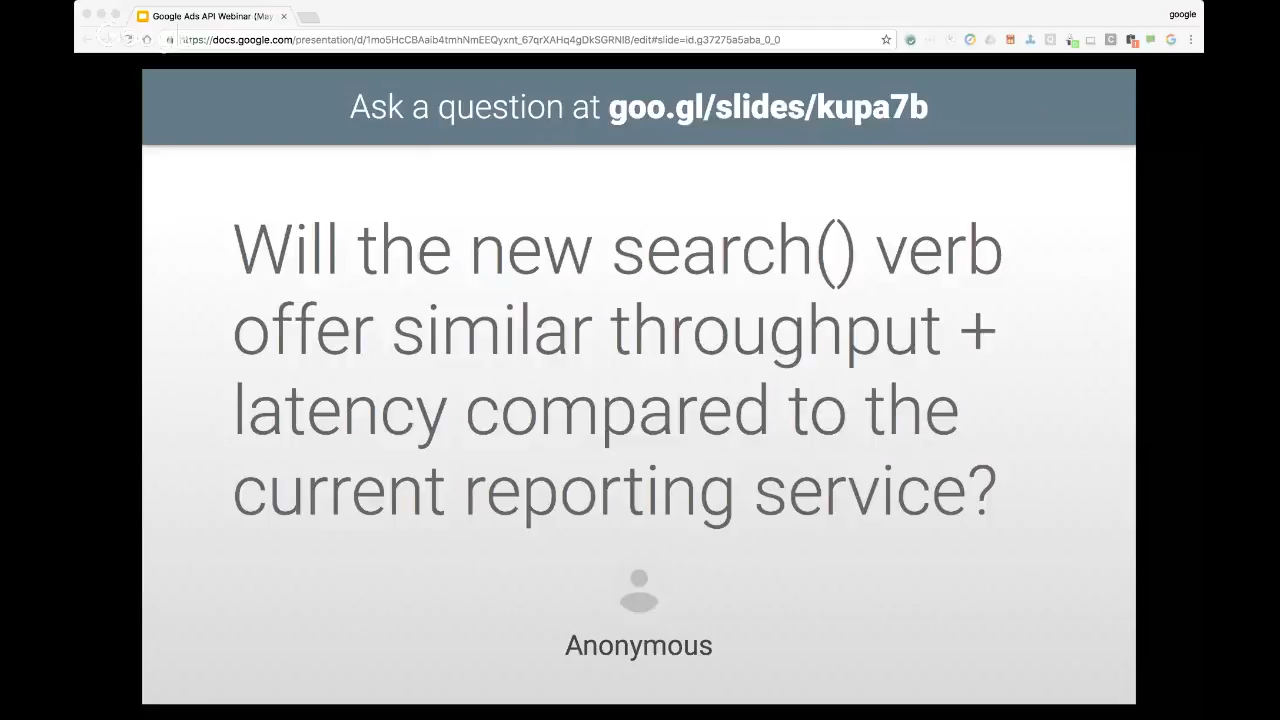 Google Ads API Webinar (May
google
https://docs.google.com/presentation/d/1mo5HcCBAaib4tmhNmEEQyxnt_67qrXAHq4gDkSGRNI8/edit#slide=id.g37275a5aba_0_0
Ask a question at goo.gl/slides/kupa7b
Will the new search() verb
offer similar throughput +
latency compared to the
current reporting service?
Anonymous